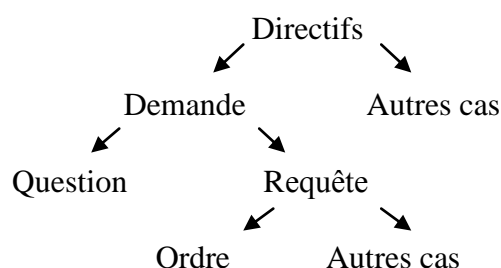 Directifs
Demande Autres cas
Question Requête
Ordre Autres cas